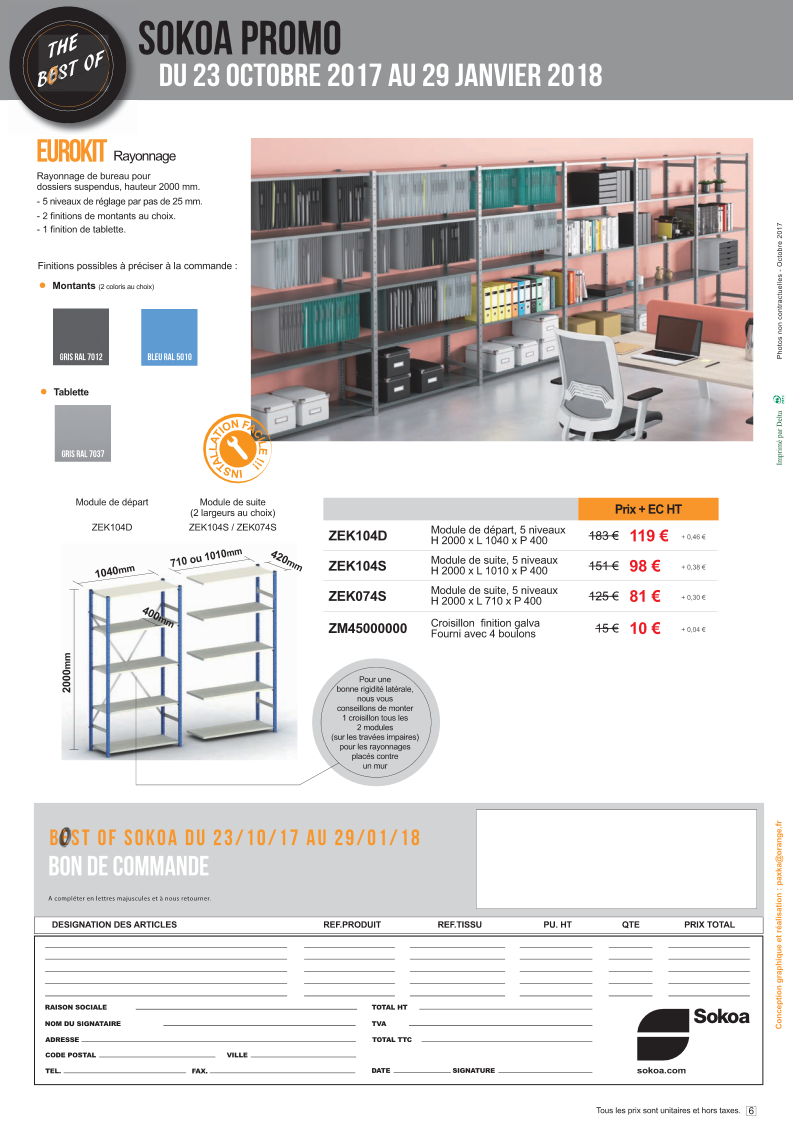 THE
BEST OF
SOKOA PROMO
DU 23 OCTOBRE 2017 AU 29 JANVIER 2018
EUROKIT Rayonnage
Rayonnage de bureau pour
dossiers suspendus, hauteur 2000 mm.
- 5 niveaux de réglage par pas de 25 mm.
- 2 finitions de montants au choix.
- 1 finition de tablette.
Finitions possibles à préciser à la commande :
Montants (2 coloris au choix)
GRIS RAL 7012
BLEU RAL 5010
Tablette
GRIS RAL 7037
INSTALLATION FACILE !!!
Photos non contractuelles - Octobre 2017
Imprimé par Delta
Module de départ
ZEK104D
Module de suite
(2 largeurs au choix)
ZEK104S / ZEK074S
1040mm
710 ou 1010mm
420mm
400mm
2000mm
Prix + EC HT
ZEK104D Module de départ, 5 niveaux
H 2000 x L 1040 x P 400 183 € 119 € + 0,46 €
ZEK104S Module de suite, 5 niveaux
H 2000 x L 1010 x P 400 151 € 98 € + 0,38 €
ZEK074S Module de suite, 5 niveaux
H 2000 x L 710 x P 400 125 € 81 € + 0,30 €
ZM45000000 Croisillon finition galva
Fourni avec 4 boulons 15 € 10 € + 0,04 €
Pour une
bonne rigidité latérale,
nous vous
conseillons de monter
1 croisillon tous les
2 modules
(sur les travées impaires)
pour les rayonnages
placés contre
un mur
BEST OF SOKOA DU 23/10/17 AU 29/01/18
BON DE COMMANDE
A compléter en lettres majuscules et à nous retourner.
DESIGNATION DES ARTICLES REF.PRODUIT REF.TISSU PU. HT QTE PRIX TOTAL
RAISON SOCIALE TOTAL HT
NOM DU SIGNATAIRE TVA
ADRESSE TOTAL TTC
CODE POSTAL VILLE
TEL. FAX. DATE SIGNATURE
Sokoa
sokoa.com
Conception graphique et réalisation : paxka@orange.fr
Tous les prix sont unitaires et hors taxes. 6